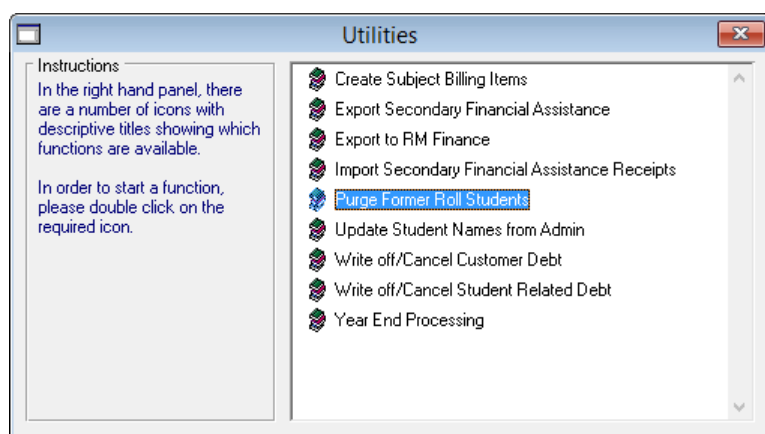 Utilities
Instructions
In the right hand panel, there
are a number of icons with
descriptive titles showing which
functions are available.
In order to start a function,
please double click on the
required icon.
Create Subject Billing Items
Export Secondary Financial Assistance
Export to RM Finance
Import Secondary Financial Assistance Receipts
Purge Former Roll Students
Update Student Names from Admin
Write off/Cancel Customer Debt
Write off/Cancel Student Related Debt
Year End Processing